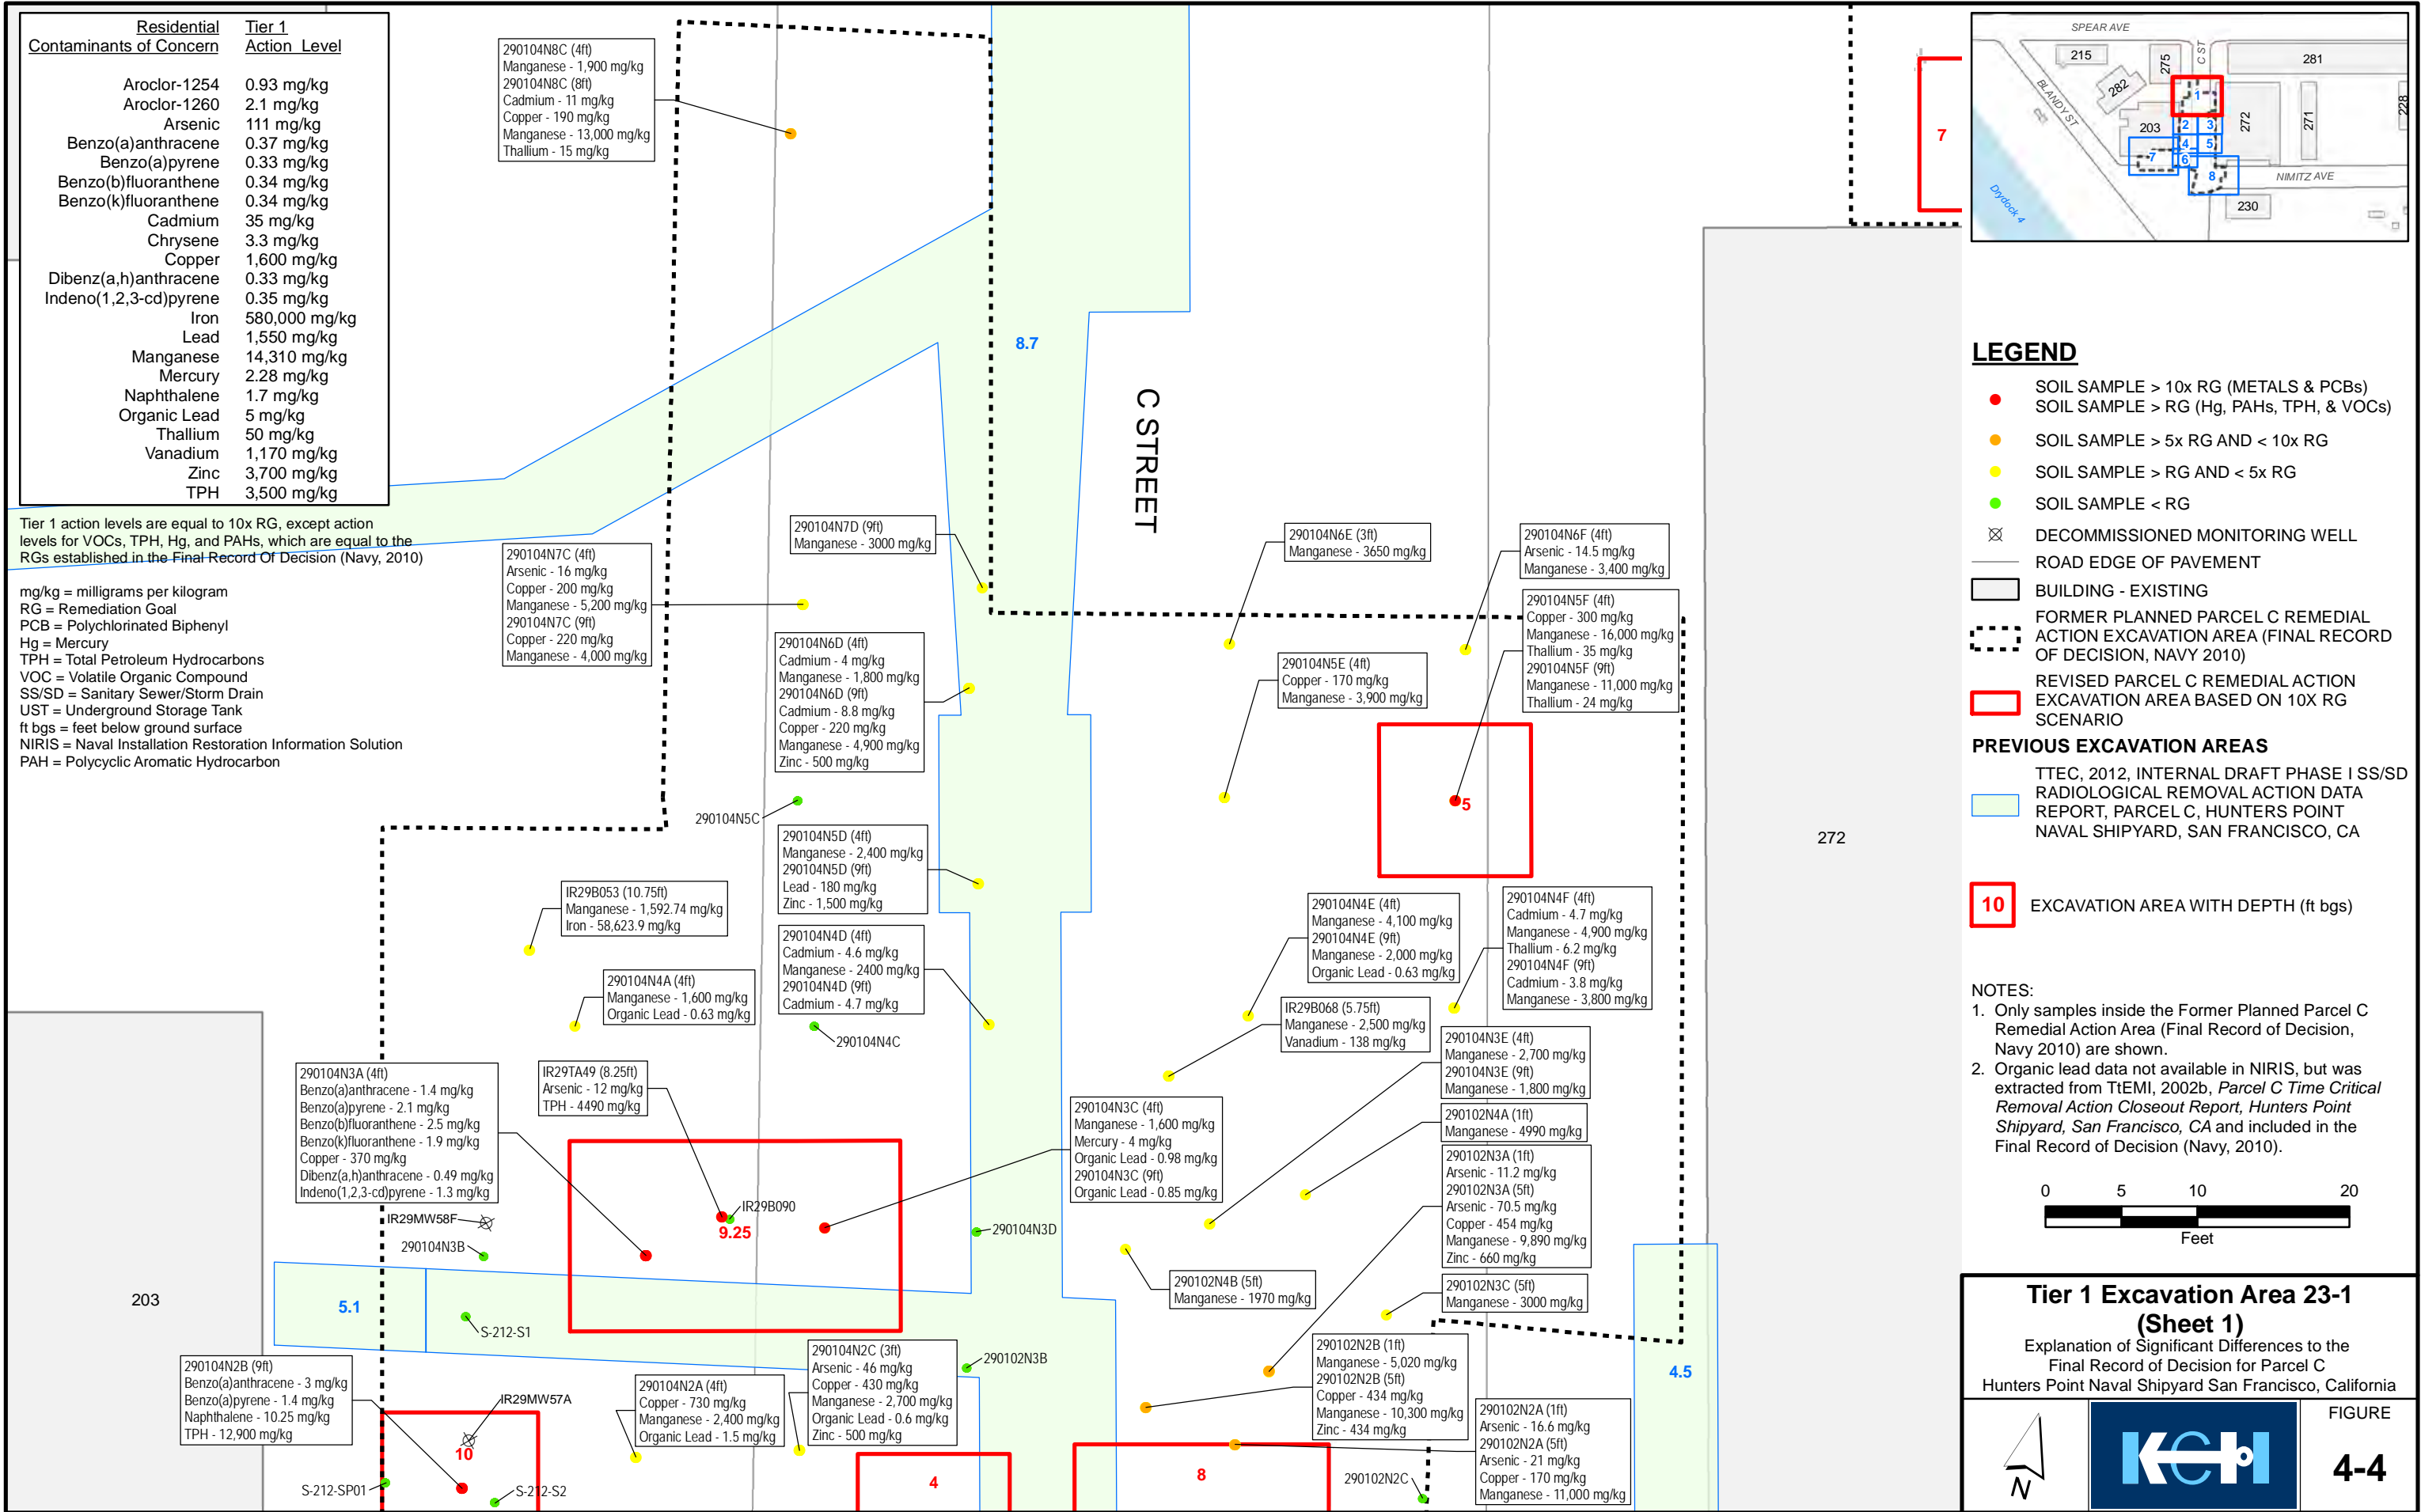 Residential Tier 1
Contaminants of Concern Action Level
Aroclor-1254 0.93 mg/kg
Aroclor-1260 2.1 mg/kg
Arsenic 111 mg/kg
Benzo(a)anthracene 0.37 mg/kg
Benzo(a)pyrene 0.33 mg/kg
Benzo(b)fluoranthene 0.34 mg/kg
Benzo(k)fluoranthene 0.34 mg/kg
Cadmium 35 mg/kg
Chrysene 3.3 mg/kg
Copper 1,600 mg/kg
Dibenz(a,h)anthracene 0.33 mg/kg
Indeno(1,2,3-cd)pyrene 0.35 mg/kg
Iron 580,000 mg/kg
Lead 1,550 mg/kg
Manganese 14,310 mg/kg
Mercury 2.28 mg/kg
Naphthalene 1.7 mg/kg
Organic Lead 5 mg/kg
Thallium 50 mg/kg
Vanadium 1,170 mg/kg
Zinc 3,700 mg/kg
TPH 3,500 mg/kg
Tier 1 action levels are equal to 10x RG, except action
levels for VOCs, TPH, Hg, and PAHs, which are equal to the
RGs established in the Final Record Of Decision (Navy, 2010)
mg/kg = milligrams per kilogram
RG = Remediation Goal
PCB = Polychlorinated Biphenyl
Hg = Mercury
TPH = Total Petroleum Hydrocarbons
VOC = Volatile Organic Compound
SS/SD = Sanitary Sewer/Storm Drain
UST = Underground Storage Tank
ft bgs = feet below ground surface
NIRIS = Naval Installation Restoration Information Solution
PAH = Polycyclic Aromatic Hydrocarbon
290104N8C (4ft)
Manganese - 1,900 mg/kg
290104N8C (8ft)
Cadmium - 11 mg/kg
Copper - 190 mg/kg
Manganese - 13,000 mg/kg
Thallium - 15 mg/kg
8.7
C STREET
7
290104N7D (9ft)
Manganese - 3000 mg/kg
290104N7C (4ft)
Arsenic - 16 mg/kg
Copper - 200 mg/kg
Manganese - 5,200 mg/kg
290104N7C (9ft)
Copper - 220 mg/kg
Manganese - 4,000 mg/kg
290104N6E (3ft)
Manganese - 3650 mg/kg
290104N6F (4ft)
Arsenic - 14.5 mg/kg
Manganese - 3,400 mg/kg
290104N5F (4ft)
Copper - 300 mg/kg
Manganese - 16,000 mg/kg
Thallium - 35 mg/kg
290104N5F (9ft)
Manganese - 11,000 mg/kg
Thallium - 24 mg/kg
290104N6D (4ft)
Cadmium - 4 mg/kg
Manganese - 1,800 mg/kg
290104N6D (9ft)
Cadmium - 8.8 mg/kg
Copper - 220 mg/kg
Manganese - 4,900 mg/kg
Zinc - 500 mg/kg
290104N5E (4ft)
Copper - 170 mg/kg
Manganese - 3,900 mg/kg
5
290104N5C
272
290104N5D (4ft)
Manganese - 2,400 mg/kg
290104N5D (9ft)
Lead - 180 mg/kg
Zinc - 1,500 mg/kg
IR29B053 (10.75ft)
Manganese - 1,592.74 mg/kg
Iron - 58,623.9 mg/kg
290104N4D (4ft)
Cadmium - 4.6 mg/kg
Manganese - 2400 mg/kg
290104N4D (9ft)
Cadmium - 4.7 mg/kg
290104N4A (4ft)
Manganese - 1,600 mg/kg
Organic Lead - 0.63 mg/kg
290104N4C
290104N4E (4ft)
Manganese - 4,100 mg/kg
290104N4E (9ft)
Manganese - 2,000 mg/kg
Organic Lead - 0.63 mg/kg
290104N4F (4ft)
Cadmium - 4.7 mg/kg
Manganese - 4,900 mg/kg
Thallium - 6.2 mg/kg
290104N4F (9ft)
Cadmium - 3.8 mg/kg
Manganese - 3,800 mg/kg
IR29B068 (5.75ft)
Manganese - 2,500 mg/kg
Vanadium - 138 mg/kg
290104N3E (4ft)
Manganese - 2,700 mg/kg
290104N3E (9ft)
Manganese - 1,800 mg/kg
290104N3A (4ft)
Benzo(a)anthracene - 1.4 mg/kg
Benzo(a)pyrene - 2.1 mg/kg
Benzo(b)fluoranthene - 2.5 mg/kg
Benzo(k)fluoranthene - 1.9 mg/kg
Copper - 370 mg/kg
Dibenz(a,h)anthracene - 0.49 mg/kg
Indeno(1,2,3-cd)pyrene - 1.3 mg/kg
IR29TA49 (8.25ft)
Arsenic - 12 mg/kg
TPH - 4490 mg/kg
290104N3C (4ft)
Manganese - 1,600 mg/kg
Mercury - 4 mg/kg
Organic Lead - 0.98 mg/kg
290104N3C (9ft)
Organic Lead - 0.85 mg/kg
290102N4A (1ft)
Manganese - 4990 mg/kg
290102N3A (1ft)
Arsenic - 11.2 mg/kg
290102N3A (5ft)
Arsenic - 70.5 mg/kg
Copper - 454 mg/kg
Manganese - 9,890 mg/kg
Zinc - 660 mg/kg
IR29MW58F
IR29B090
9.25
290104N3B
290104N3D
290102N4B (5ft)
Manganese - 1970 mg/kg
290102N3C (5ft)
Manganese - 3000 mg/kg
203
5.1
S-212-S1
290102N3B
4.5
290104N2B (9ft)
Benzo(a)anthracene - 3 mg/kg
Benzo(a)pyrene - 1.4 mg/kg
Naphthalene - 10.25 mg/kg
TPH - 12,900 mg/kg
IR29MW57A
290104N2A (4ft)
Copper - 730 mg/kg
Manganese - 2,400 mg/kg
Organic Lead - 1.5 mg/kg
290104N2C (3ft)
Arsenic - 46 mg/kg
Copper - 430 mg/kg
Manganese - 2,700 mg/kg
Organic Lead - 0.6 mg/kg
Zinc - 500 mg/kg
290102N2B (1ft)
Manganese - 5,020 mg/kg
290102N2B (5ft)
Copper - 434 mg/kg
Manganese - 10,300 mg/kg
Zinc - 434 mg/kg
290102N2A (1ft)
Arsenic - 16.6 mg/kg
290102N2A (5ft)
Arsenic - 21 mg/kg
Copper - 170 mg/kg
Manganese - 11,000 mg/kg
10
S-212-SP01
S-212-S2
4
8
290102N2C
SPEAR AVE
215
275
C ST
281
282
BLANDY ST
1
228
203
2
3
272
271
4
5
7
6
8
NIMITZ AVE
230
Drydock 4
LEGEND
SOIL SAMPLE > 10x RG (METALS & PCBs)
SOIL SAMPLE > RG (Hg, PAHs, TPH, & VOCs)
SOIL SAMPLE > 5x RG AND < 10x RG
SOIL SAMPLE > RG AND < 5x RG
SOIL SAMPLE < RG
DECOMMISSIONED MONITORING WELL
ROAD EDGE OF PAVEMENT
BUILDING - EXISTING
FORMER PLANNED PARCEL C REMEDIAL
ACTION EXCAVATION AREA (FINAL RECORD
OF DECISION, NAVY 2010)
REVISED PARCEL C REMEDIAL ACTION
EXCAVATION AREA BASED ON 10X RG
SCENARIO
PREVIOUS EXCAVATION AREAS
TTEC, 2012, INTERNAL DRAFT PHASE I SS/SD
RADIOLOGICAL REMOVAL ACTION DATA
REPORT, PARCEL C, HUNTERS POINT
NAVAL SHIPYARD, SAN FRANCISCO, CA
10 EXCAVATION AREA WITH DEPTH (ft bgs)
NOTES:
1. Only samples inside the Former Planned Parcel C
Remedial Action Area (Final Record of Decision,
Navy 2010) are shown.
2. Organic lead data not available in NIRIS, but was
extracted from TtEMI, 2002b, Parcel C Time Critical
Removal Action Closeout Report, Hunters Point
Shipyard, San Francisco, CA and included in the
Final Record of Decision (Navy, 2010).
0 5 10 20
Feet
Tier 1 Excavation Area 23-1
(Sheet 1)
Explanation of Significant Differences to the
Final Record of Decision for Parcel C
Hunters Point Naval Shipyard San Francisco, California
N
KCH
FIGURE
4-4